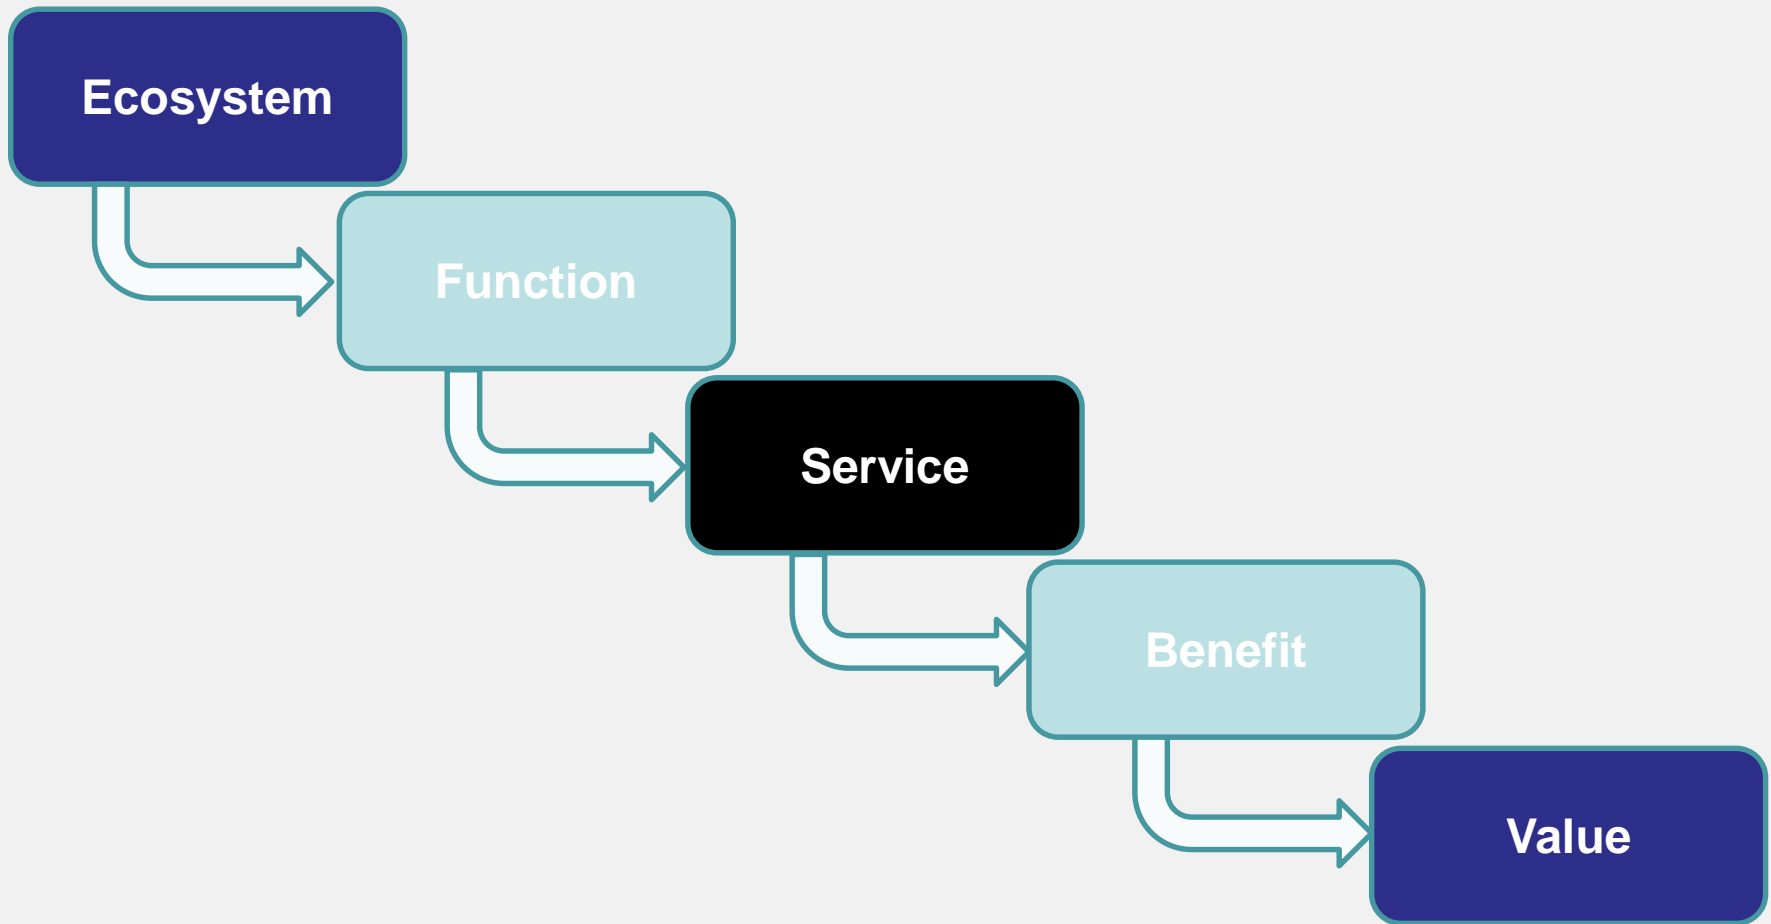 Ecosystem
Function
Service
Benefit
Value